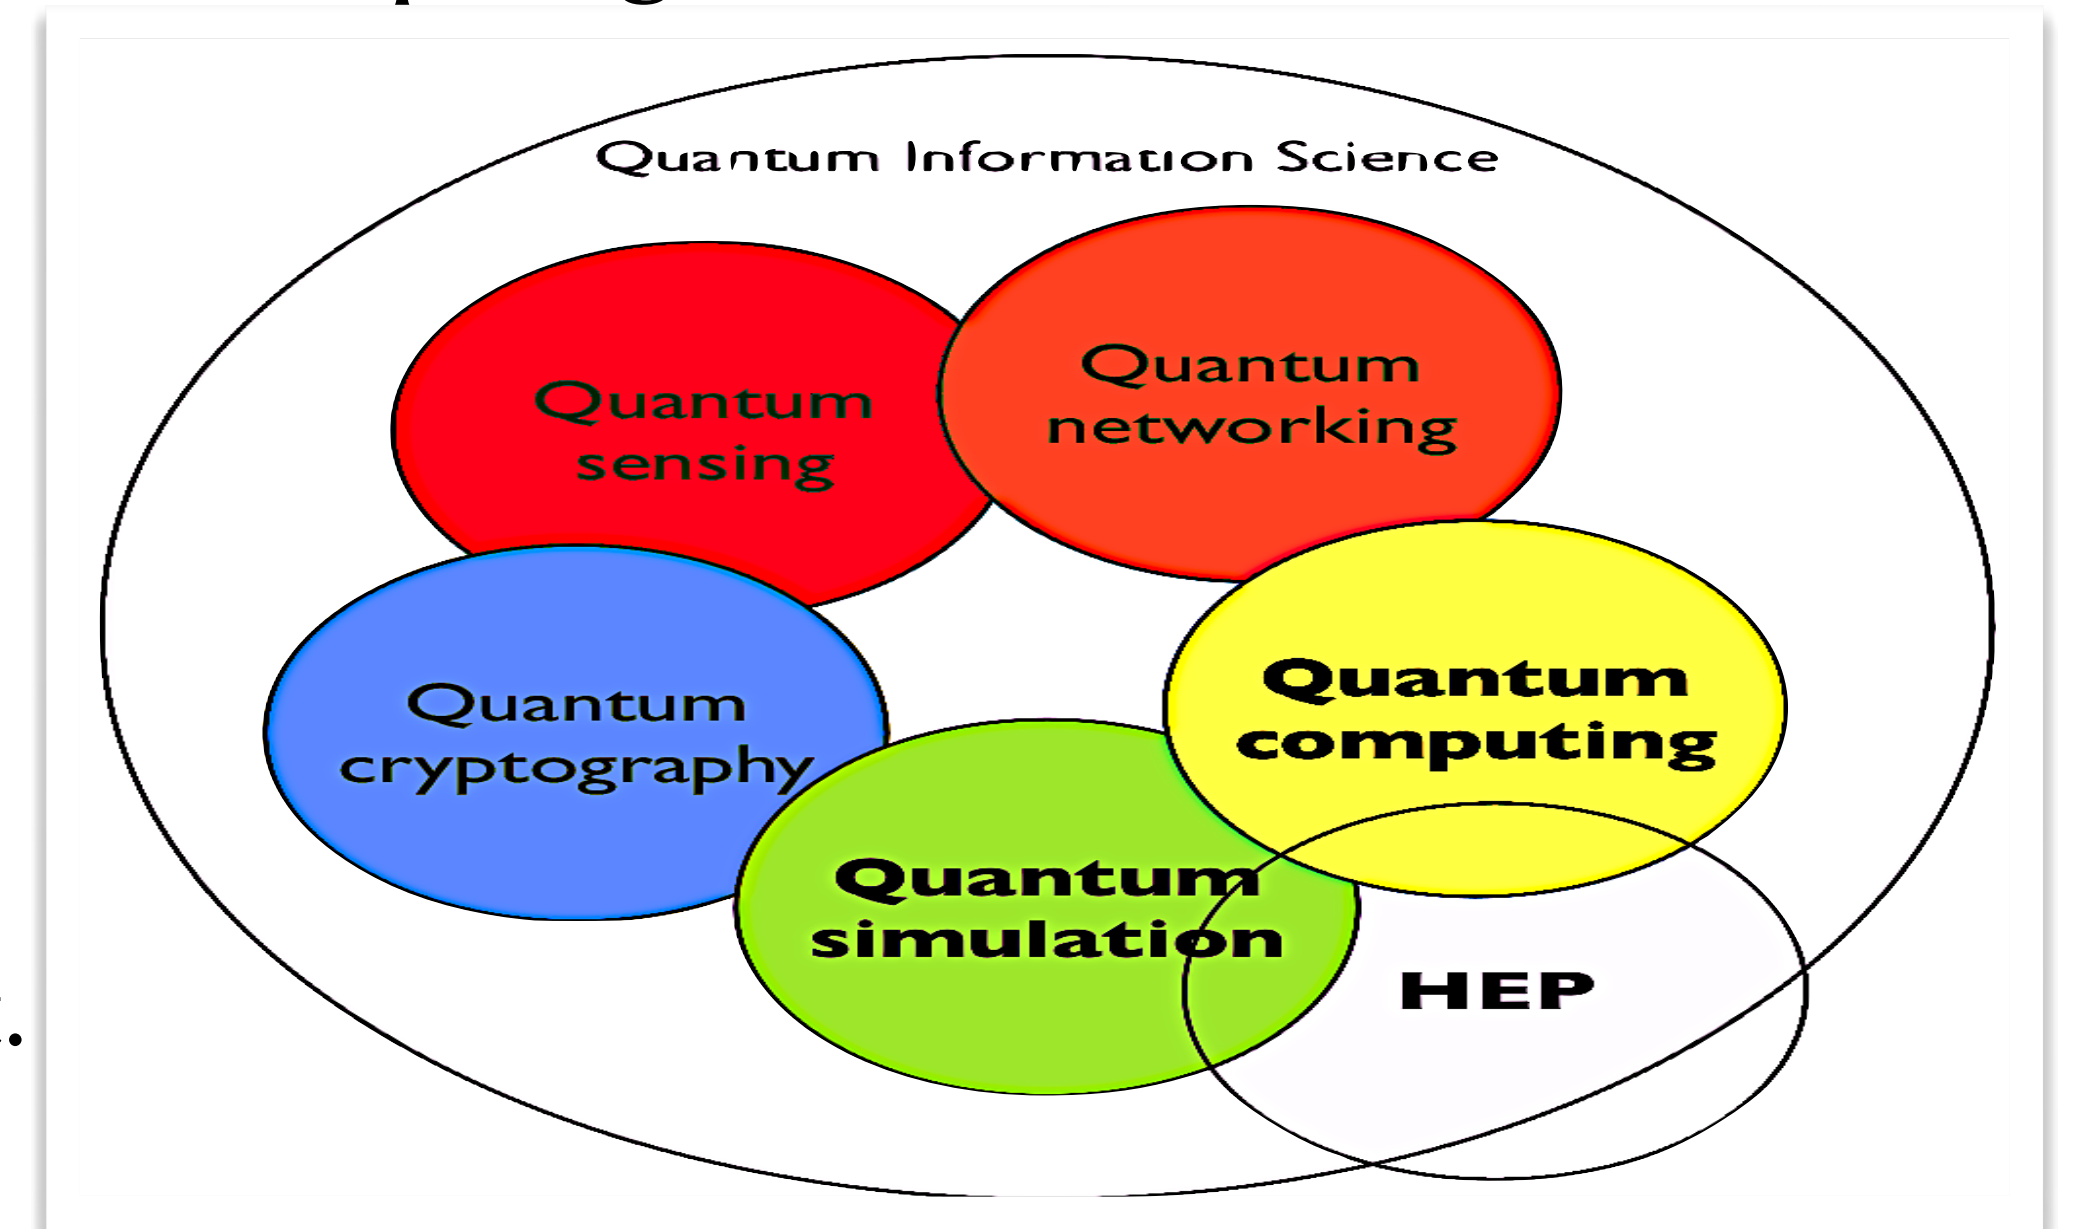 Quantum Information Science
Quantum
sensing
Quantum
networking
Quantum
cryptography
Quantum
computing
Quantum
simulation
HEP